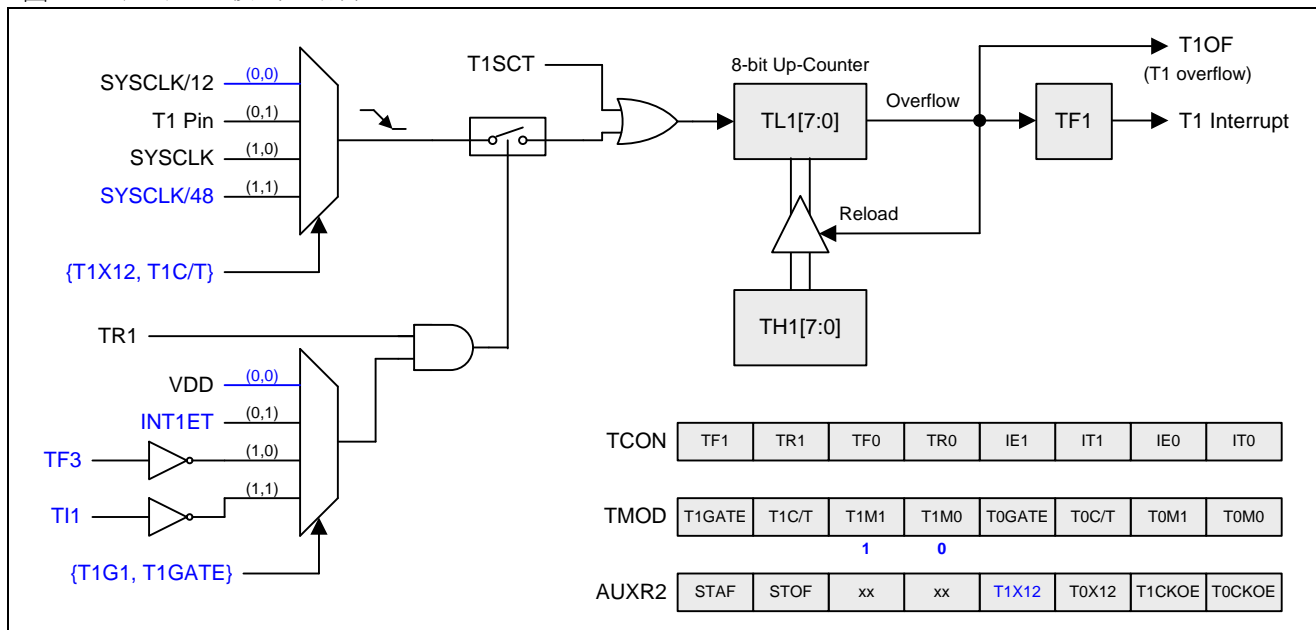 T1SCT
8-bit Up-Counter
T1OF
(T1 overflow)
SYSCLK/12 (0,0)
T1 Pin (0,1)
SYSCLK (1,0)
SYSCLK/48 (1,1)
TL1[7:0]
Overflow
TF1
T1 Interrupt
Reload
{T1X12, T1C/T}
TH1[7:0]
TR1
VDD (0,0)
INT1ET (0,1)
TF3 (1,0)
TI1 (1,1)
{T1G1, T1GATE}
TCON TF1 TR1 TF0 TR0 IE1 IT1 IE0 IT0
TMOD T1GATE T1C/T T1M1 T1M0 T0GATE T0C/T T0M1 T0M0
1 0
AUXR2 STAF STOF xx xx T1X12 T0X12 T1CKOE T0CKOE